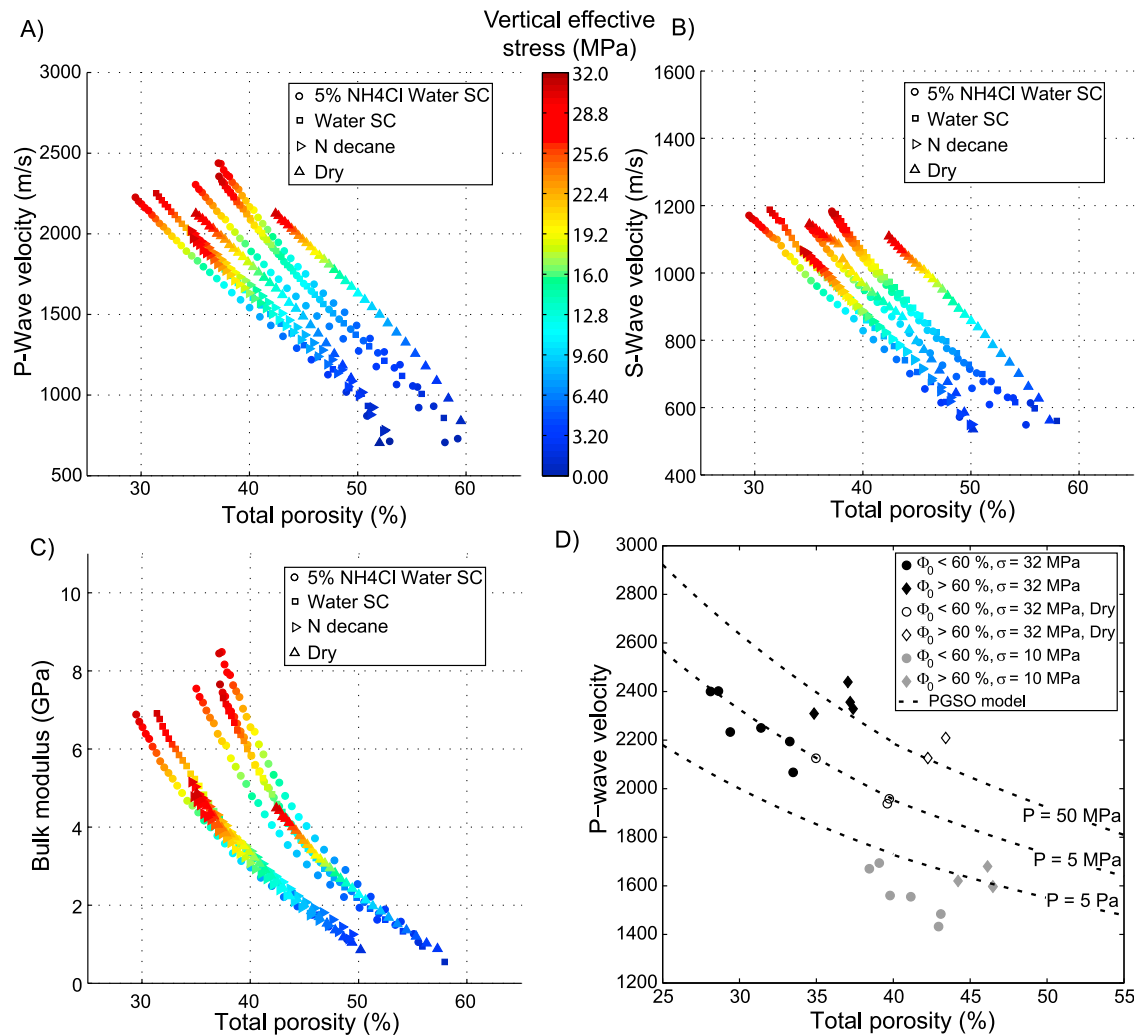 A)
Vertical effective
stress (MPa)
B)
3000
2500
2000
1500
1000
500
P-Wave velocity (m/s)
5% NH4Cl Water SC
Water SC
N decane
Dry
30
40
50
60
Total porosity (%)
32.0
28.8
25.6
22.4
19.2
16.0
12.8
9.60
6.40
3.20
0.00
1600
1400
1200
1000
800
600
400
S-Wave velocity (m/s)
5% NH4Cl Water SC
Water SC
N decane
Dry
30
40
50
60
Total porosity (%)
C)
10
8
6
4
2
0
Bulk modulus (GPa)
5% NH4Cl Water SC
Water SC
N decane
Dry
30
40
50
60
Total porosity (%)
D)
3000
2800
2600
2400
2200
2000
1800
1600
1400
1200
P−wave velocity
Φ0 < 60 %, σ = 32 MPa
Φ0 > 60 %, σ = 32 MPa
Φ0 < 60 %, σ = 32 MPa, Dry
Φ0 > 60 %, σ = 32 MPa, Dry
Φ0 < 60 %, σ = 10 MPa
Φ0 > 60 %, σ = 10 MPa
PGSO model
P = 50 MPa
P = 5 MPa
P = 5 Pa
25
30
35
40
45
50
55
Total porosity (%)